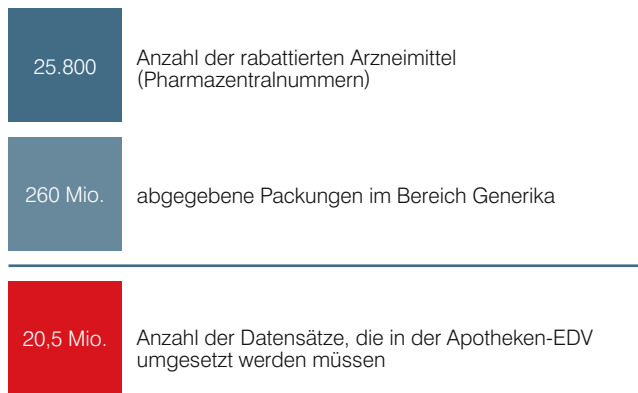 25.800
Anzahl der rabattierten Arzneimittel
(Pharmazentralnummern)
260 Mio.
abgegebene Packungen im Bereich Generika
20,5 Mio.
Anzahl der Datensätze, die in der Apotheken-EDV
umgesetzt werden müssen